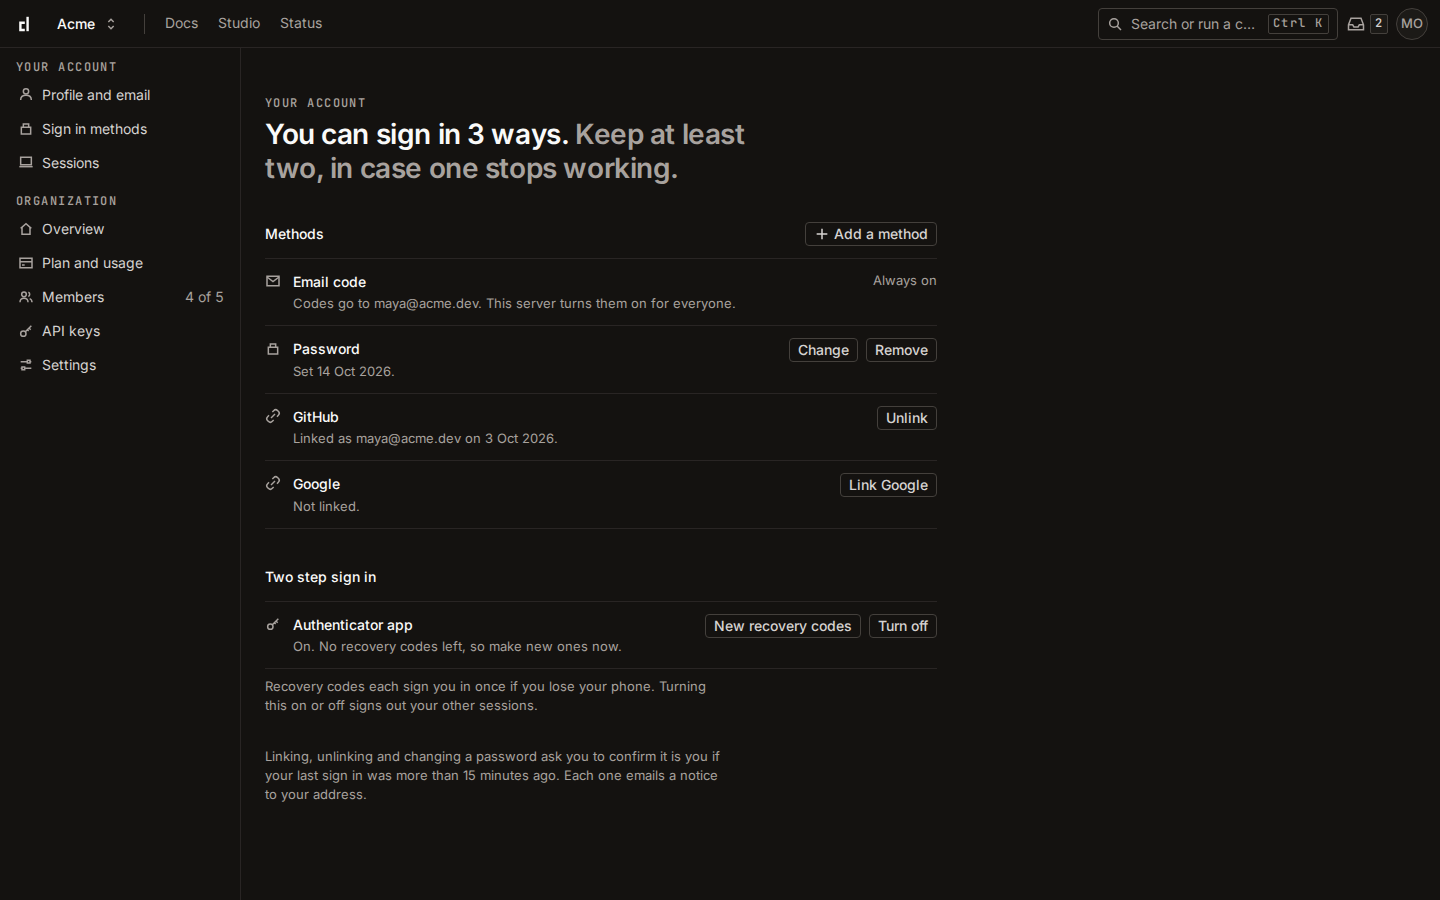 Acme
Docs
Studio
Status
Search or run a c...
Ctrl K
2
MO
YOUR ACCOUNT
Profile and email
Sign in methods
Sessions
ORGANIZATION
Overview
Plan and usage
Members
4 of 5
API keys
Settings
YOUR ACCOUNT
You can sign in 3 ways. Keep at least
two, in case one stops working.
Methods
Add a method
Email code
Always on
Codes go to maya@acme.dev. This server turns them on for everyone.
Password
Change
Remove
Set 14 Oct 2026.
GitHub
Unlink
Linked as maya@acme.dev on 3 Oct 2026.
Google
Link Google
Not linked.
Two step sign in
Authenticator app
New recovery codes
Turn off
On. No recovery codes left, so make new ones now.
Recovery codes each sign you in once if you lose your phone. Turning
this on or off signs out your other sessions.
Linking, unlinking and changing a password ask you to confirm it is you if
your last sign in was more than 15 minutes ago. Each one emails a notice
to your address.